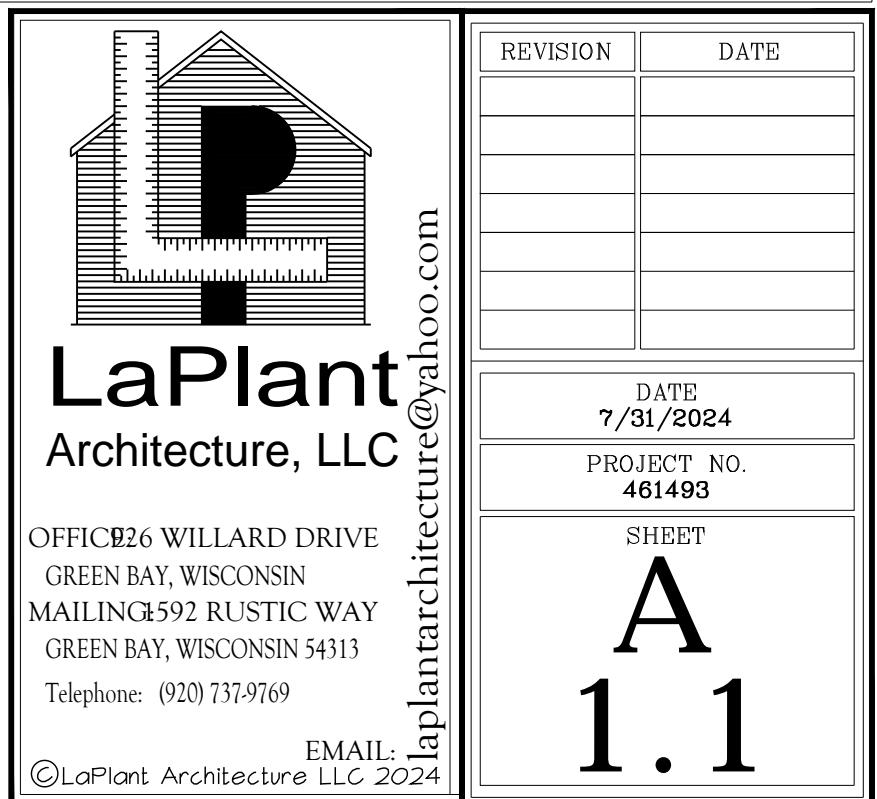 LaPlant
Architecture, LLC
OFFICE: 926 WILLARD DRIVE
GREEN BAY, WISCONSIN
MAILING: 1592 RUSTIC WAY
GREEN BAY, WISCONSIN 54313
Telephone: (920) 737-9769
EMAIL:
laplantarchitecture@yahoo.com
©LaPlant Architecture LLC 2024
REVISION DATE
DATE
7/31/2024
PROJECT NO.
461493
SHEET
A
1.1